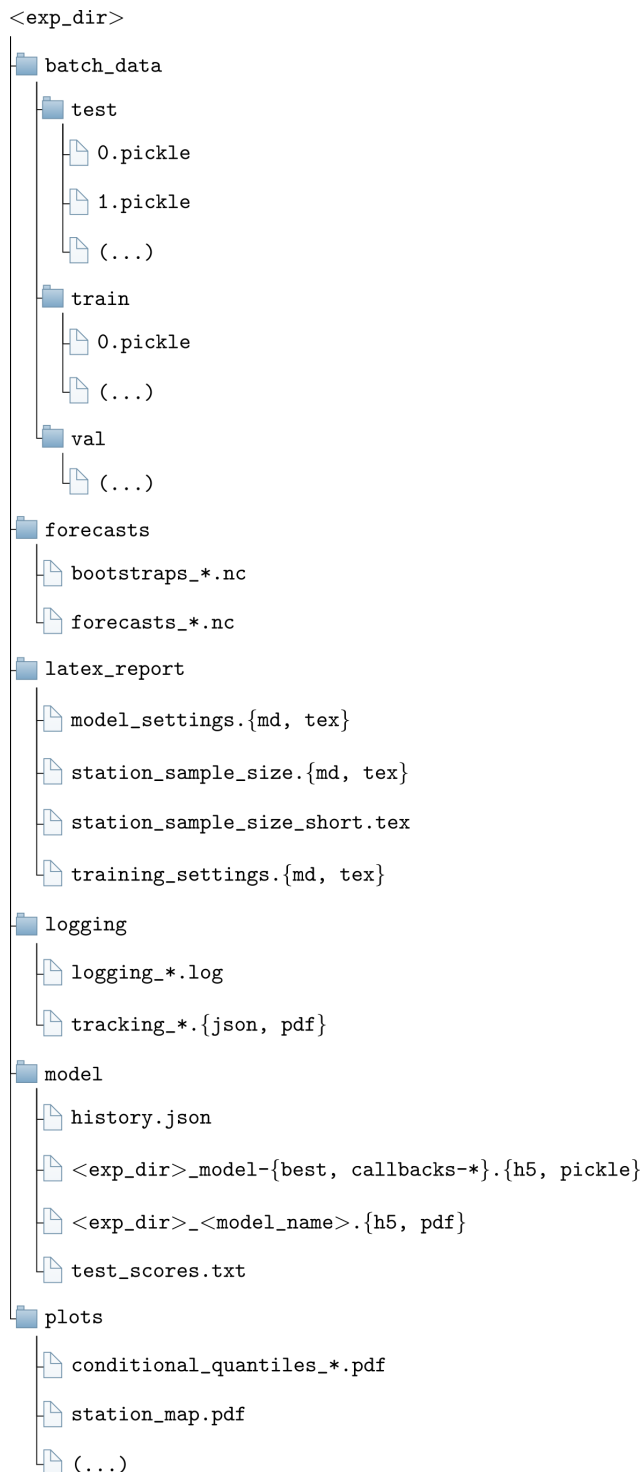 <exp_dir>
batch_data
test
0.pickle
1.pickle
(...)
train
0.pickle
(...)
val
(...)
forecasts
bootstraps_*.nc
forecasts_*.nc
latex_report
model_settings.{md, tex}
station_sample_size.{md, tex}
station_sample_size_short.tex
training_settings.{md, tex}
logging
logging_*.log
tracking_*.{json, pdf}
model
history.json
<exp_dir>_model-{best, callbacks-*}.{h5, pickle}
<exp_dir>_<model_name>.{h5, pdf}
test_scores.txt
plots
conditional_quantiles_*.pdf
station_map.pdf
(...)